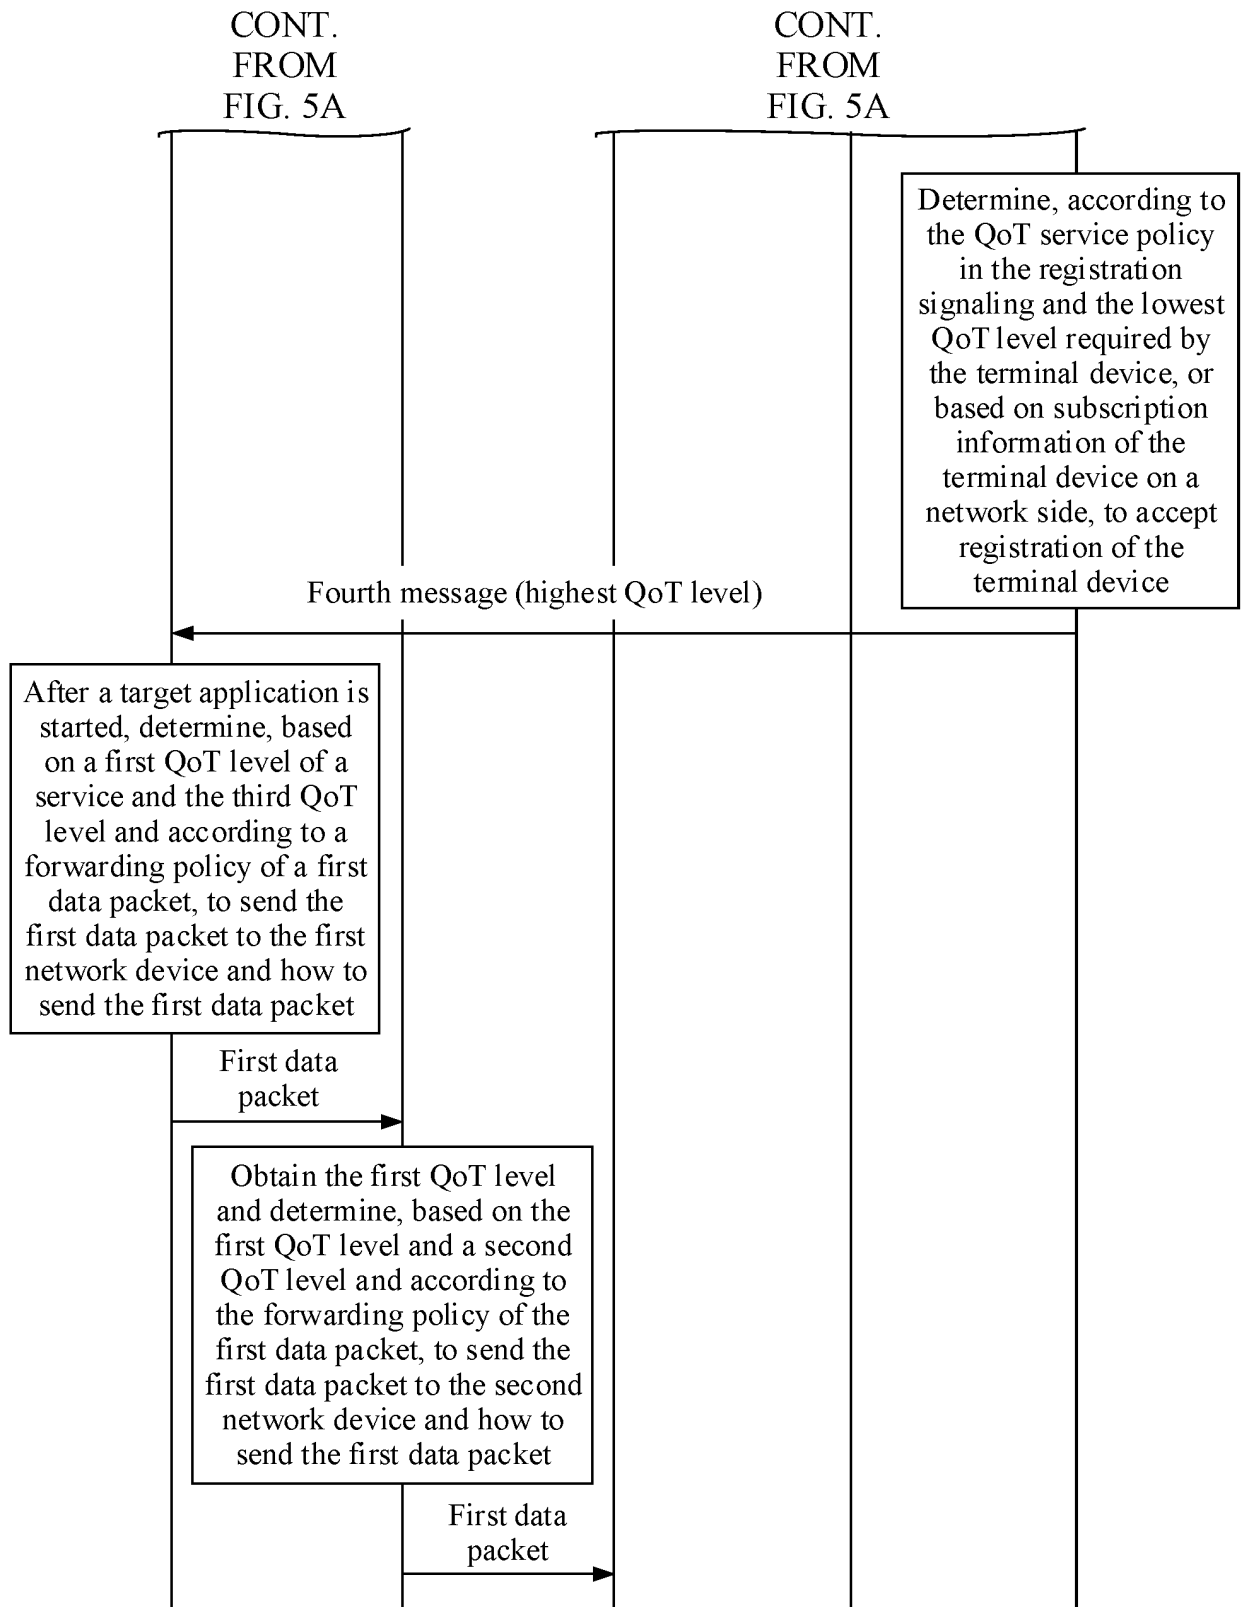 CONT.
FROM
FIG. 5A
CONT.
FROM
FIG. 5A
Determine, according to
the QoT service policy
in the registration
signaling and the lowest
QoT level required by
the terminal device, or
based on subscription
information of the
terminal device on a
network side, to accept
registration of the
terminal device
Fourth message (highest QoT level)
After a target application is
started, determine, based
on a first QoT level of a
service and the third QoT
level and according to a
forwarding policy of a first
data packet, to send the
first data packet to the first
network device and how to
send the first data packet
First data
packet
Obtain the first QoT level
and determine, based on the
first QoT level and a second
QoT level and according to
the forwarding policy of the
first data packet, to send the
first data packet to the second
network device and how to
send the first data packet
First data
packet